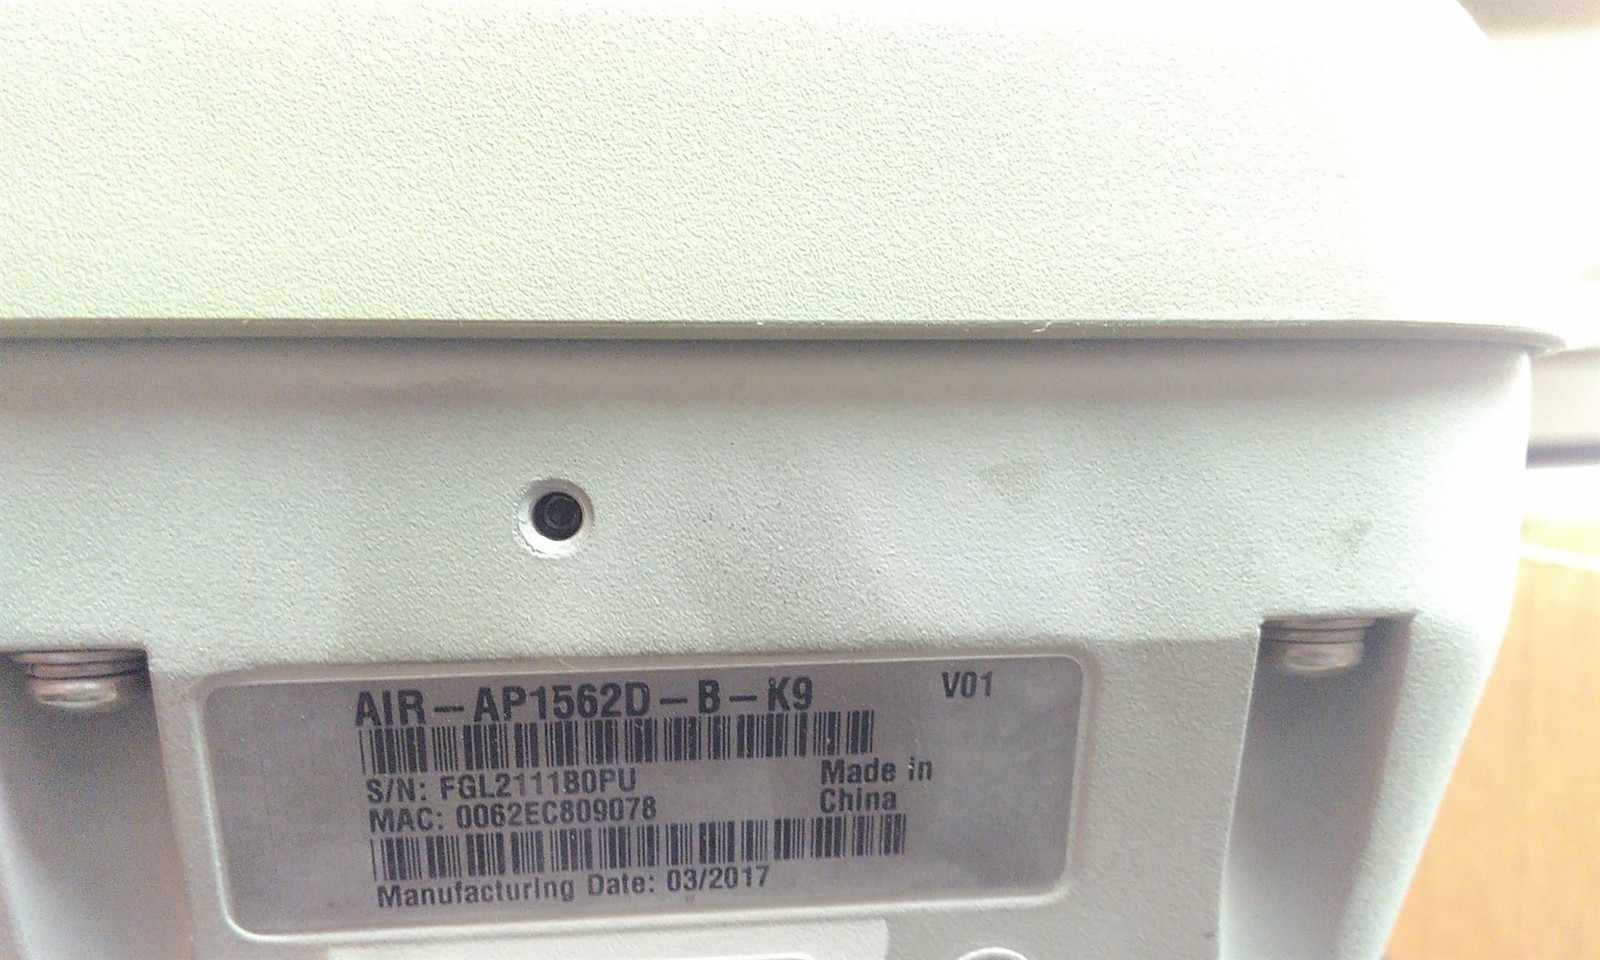 AIR-AP1562D-B-K9 V01
S/N: FGL2111B0PU
MAC: 0062EC809078
Made in
China
Manufacturing Date: 03/2017